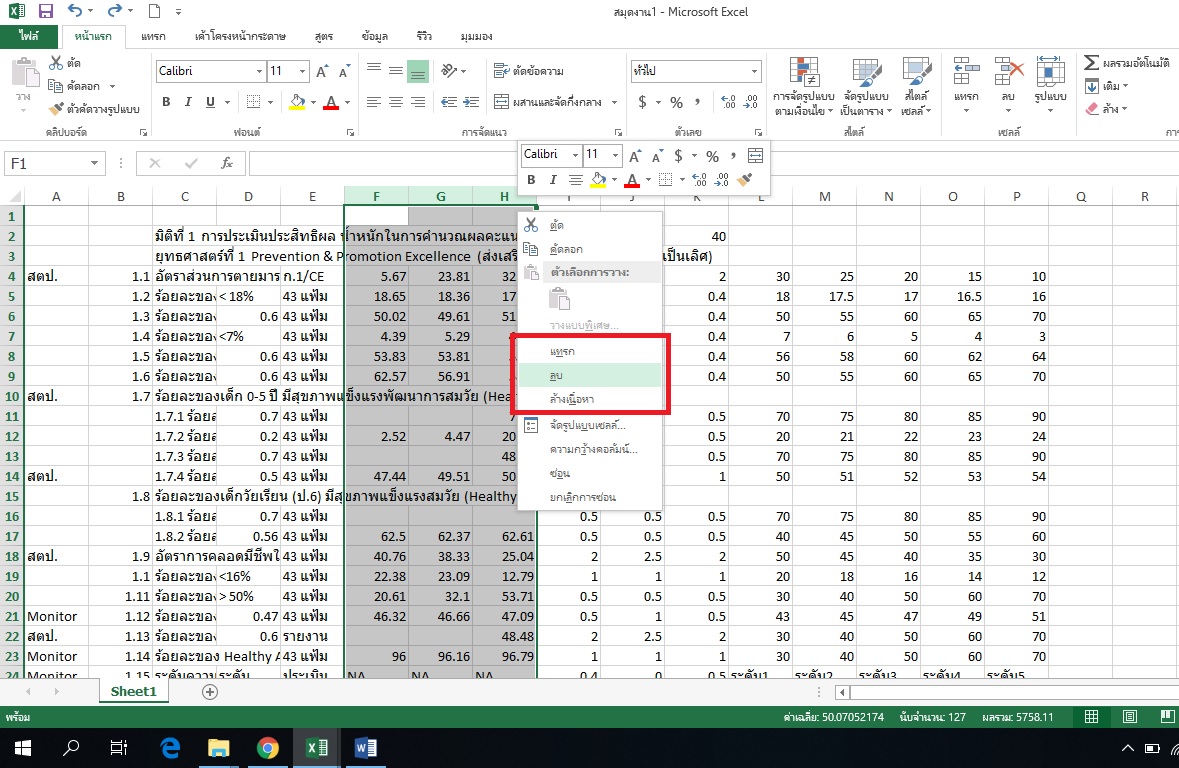 สมุดงาน1 - Microsoft Excel
ไฟล์ หน้าแรก แทรก เค้าโครงหน้ากระดาษ สูตร ข้อมูล รีวิว มุมมอง
วาง ตัด คัดลอก ตัวคัดวางรูปแบบ คลิปบอร์ด
Calibri 11 B I U A ฟอนต์
ตัดข้อความ ผสานและจัดกึ่งกลาง การจัดแนว
ทั่วไป $ % ตัวเลข
การจัดรูปแบบตามเงื่อนไข จัดรูปแบบเป็นตาราง สไตล์เซลล์ สไตล์
แทรก ลบ รูปแบบ เซลล์
ผลรวมอัตโนมัติ เติม ล้าง
F1 fx
Calibri 11 $ % B I A
A B C D E F G H I J K L M N O P Q R
1
2 มิติที่ 1 การประเมินประสิทธิผล น้ำหนักในการคำนวณผลคะแน 40
3 ยุทธศาสตร์ที่ 1 Prevention & Promotion Excellence (ส่งเสริ เป็นเลิศ)
4 สตป. 1.1 อัตราส่วนการตายมาร ก.1/CE 5.67 23.81 32 2 30 25 20 15 10
5 1.2 ร้อยละของ < 18% 43 แฟ้ม 18.65 18.36 17 0.4 18 17.5 17 16.5 16
6 1.3 ร้อยละของ 0.6 43 แฟ้ม 50.02 49.61 51 0.4 50 55 60 65 70
7 1.4 ร้อยละของ <7% 43 แฟ้ม 4.39 5.29 0.4 7 6 5 4 3
8 1.5 ร้อยละของ 0.6 43 แฟ้ม 53.83 53.81 0.4 56 58 60 62 64
9 1.6 ร้อยละของ 0.6 43 แฟ้ม 62.57 56.91 0.4 50 55 60 65 70
10 สตป. 1.7 ร้อยละของเด็ก 0-5 ปี มีสุขภาพแข็งแรงพัฒนาการสมวัย (Hea
11 1.7.1 ร้อยล 0.7 43 แฟ้ม 0.5 70 75 80 85 90
12 1.7.2 ร้อยล 0.2 43 แฟ้ม 2.52 4.47 20 0.5 20 21 22 23 24
13 1.7.3 ร้อยล 0.7 43 แฟ้ม 48 0.5 70 75 80 85 90
14 สตป. 1.7.4 ร้อยล 0.5 43 แฟ้ม 47.44 49.51 50 1 50 51 52 53 54
15 1.8 ร้อยละของเด็กวัยเรียน (ป.6) มีสุขภาพแข็งแรงสมวัย (Healthy
16 1.8.1 ร้อยล 0.7 43 แฟ้ม 0.5 0.5 0.5 70 75 80 85 90
17 1.8.2 ร้อยล 0.56 43 แฟ้ม 62.5 62.37 62.61 0.5 0.5 0.5 40 45 50 55 60
18 สตป. 1.9 อัตราการคลอดมีชีพใ 43 แฟ้ม 40.76 38.33 25.04 2 2.5 2 50 45 40 35 30
19 1.1 ร้อยละของ <16% 43 แฟ้ม 22.38 23.09 12.79 1 1 1 20 18 16 14 12
20 1.11 ร้อยละของ > 50% 43 แฟ้ม 20.61 32.1 53.71 0.5 0.5 0.5 30 40 50 60 70
21 Monitor 1.12 ร้อยละของ 0.47 43 แฟ้ม 46.32 46.66 47.09 0.5 1 0.5 43 45 47 49 51
22 สตป. 1.13 ร้อยละของ 0.6 รายงาน 48.48 2 2.5 2 30 40 50 60 70
23 Monitor 1.14 ร้อยละของ Healthy A 43 แฟ้ม 96 96.16 96.79 1 1 1 30 40 50 60 70
24 Monitor 1.15 ระดับความ ระดับ ประเมิน NA NA NA 0.4 0 0.5 ระดับ1 ระดับ2 ระดับ3 ระดับ4 ระดับ5
ตัด
คัดลอก
ตัวเลือกการวาง:
วางแบบพิเศษ...
แทรก
ลบ
ล้างเนื้อหา
จัดรูปแบบเซลล์...
ความกว้างคอลัมน์...
ซ่อน
ยกเลิกการซ่อน
Sheet1
พร้อม ค่าเฉลี่ย: 50.07052174 นับจำนวน: 127 ผลรวม: 5758.11